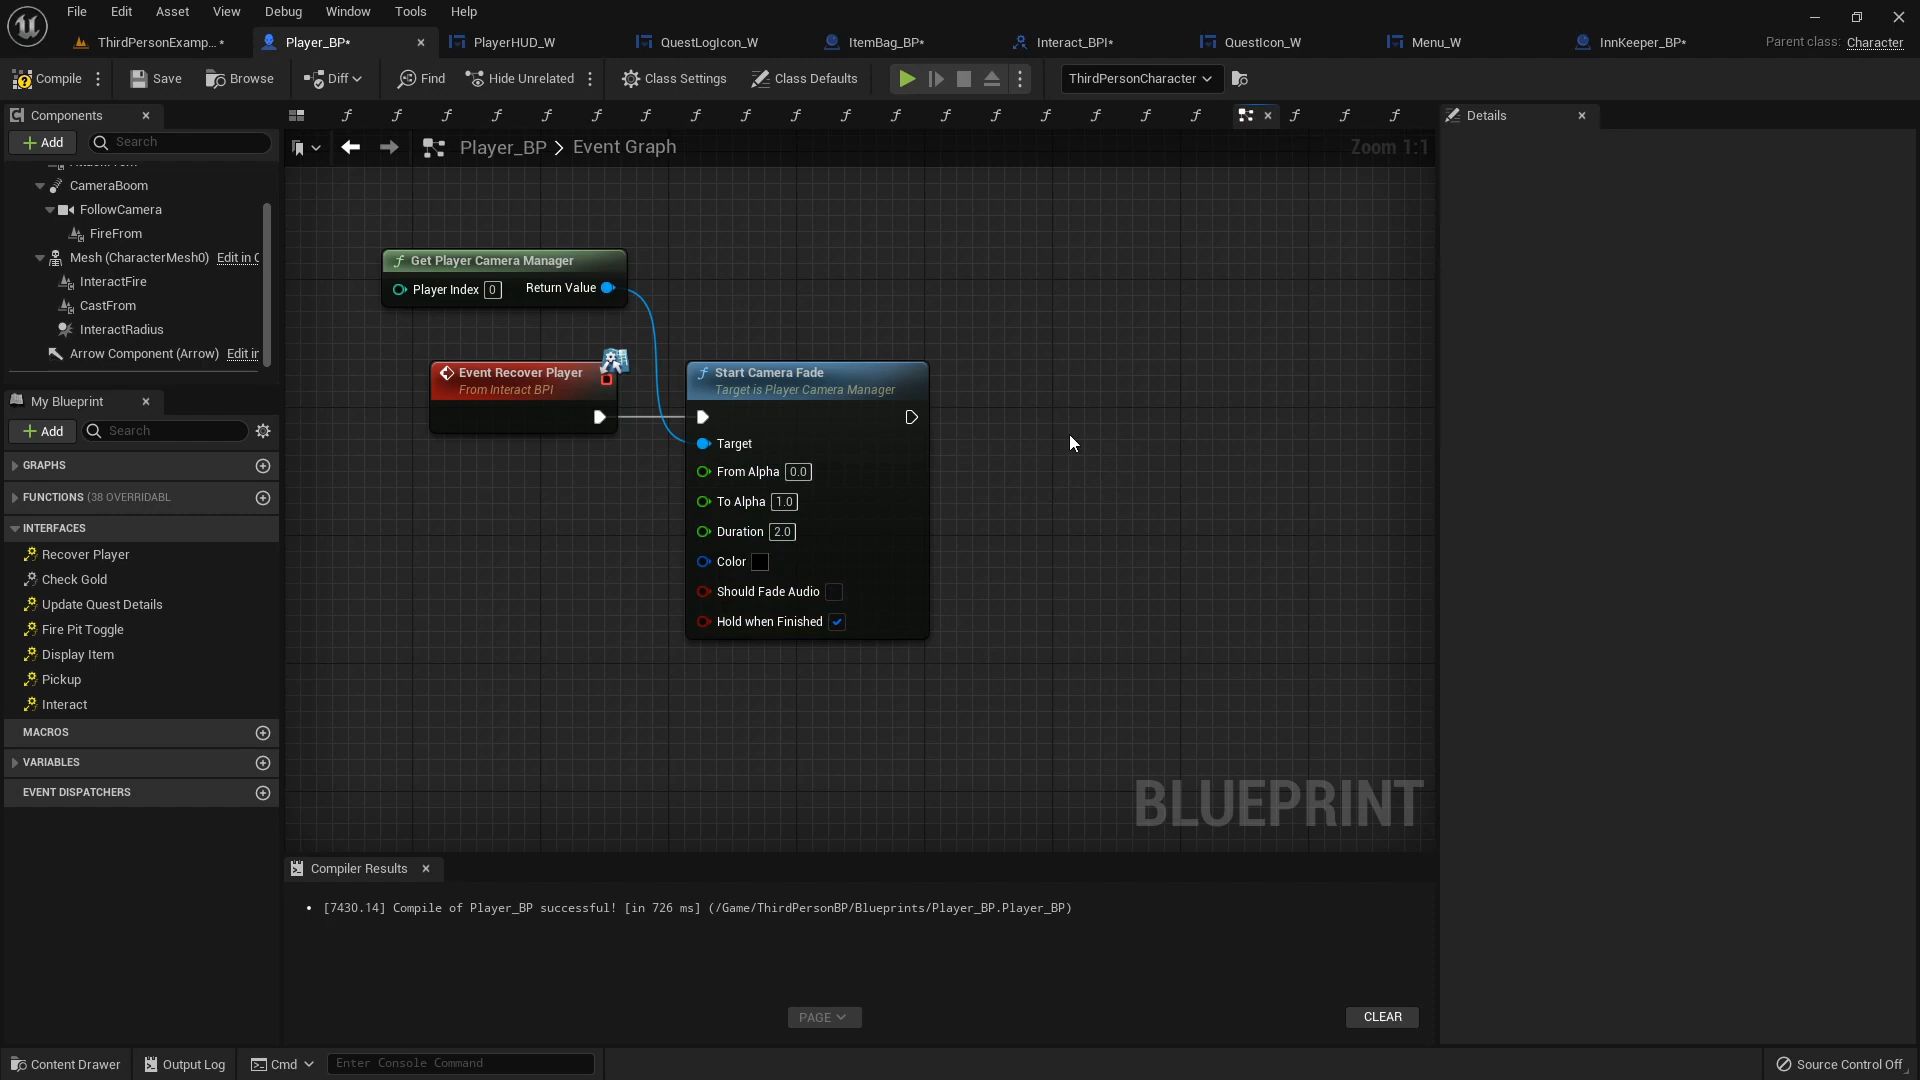 File Edit Asset View Debug Window Tools Help
ThirdPersonExamp...* Player_BP* PlayerHUD_W QuestLogIcon_W ItemBag_BP* Interact_BPI* QuestIcon_W Menu_W InnKeeper_BP* Parent class: Character
Compile Save Browse Diff Find Hide Unrelated Class Settings Class Defaults ThirdPersonCharacter
Components
Add Search
CameraBoom
FollowCamera
FireFrom
Mesh (CharacterMesh0) Edit in C
InteractFire
CastFrom
InteractRadius
Arrow Component (Arrow) Edit in
My Blueprint
Add Search
GRAPHS
FUNCTIONS (38 OVERRIDABL
INTERFACES
Recover Player
Check Gold
Update Quest Details
Fire Pit Toggle
Display Item
Pickup
Interact
MACROS
VARIABLES
EVENT DISPATCHERS
Player_BP > Event Graph
Zoom 1:1
Get Player Camera Manager
Player Index 0 Return Value
Event Recover Player
From Interact BPI
Start Camera Fade
Target is Player Camera Manager
Target
From Alpha 0.0
To Alpha 1.0
Duration 2.0
Color
Should Fade Audio
Hold when Finished
BLUEPRINT
Compiler Results
[7430.14] Compile of Player_BP successful! [in 726 ms] (/Game/ThirdPersonBP/Blueprints/Player_BP.Player_BP)
PAGE
CLEAR
Details
Content Drawer Output Log Cmd Enter Console Command Source Control Off